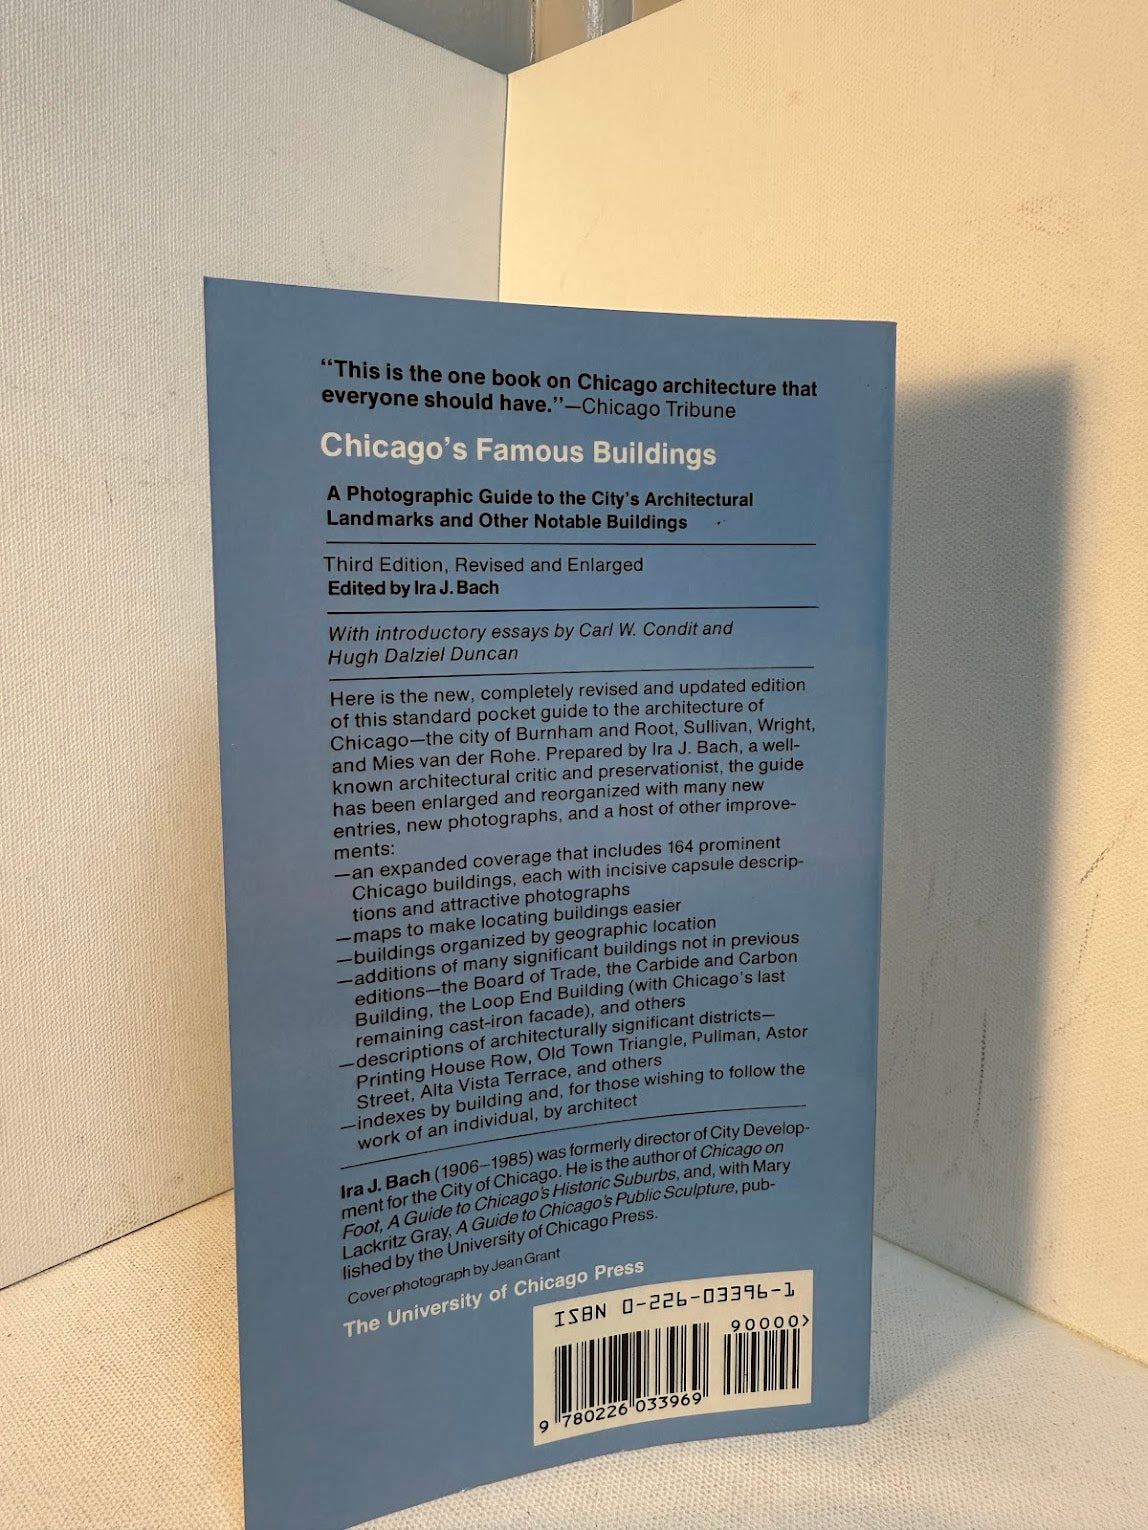 “This is the one book on Chicago architecture that
everyone should have.”—Chicago Tribune
Chicago’s Famous Buildings
A Photographic Guide to the City’s Architectural
Landmarks and Other Notable Buildings
Third Edition, Revised and Enlarged
Edited by Ira J. Bach
With introductory essays by Carl W. Condit and
Hugh Dalziel Duncan
Here is the new, completely revised and updated edition
of this standard pocket guide to the architecture of
Chicago—the city of Burnham and Root, Sullivan, Wright,
and Mies van der Rohe. Prepared by Ira J. Bach, a well-
known architectural critic and preservationist, the guide
has been enlarged and reorganized with many new
entries, new photographs, and a host of other improve-
ments:
—an expanded coverage that includes 164 prominent
Chicago buildings, each with incisive capsule descrip-
tions and attractive photographs
—maps to make locating buildings easier
—buildings organized by geographic location
—additions of many significant buildings not in previous
editions—the Board of Trade, the Carbide and Carbon
Building, the Loop End Building (with Chicago’s last
remaining cast-iron facade), and others
—descriptions of architecturally significant districts—
Printing House Row, Old Town Triangle, Pullman, Astor
Street, Alta Vista Terrace, and others
—indexes by building and, for those wishing to follow the
work of an individual, by architect
Ira J. Bach (1906–1985) was formerly director of City Develop-
ment for the City of Chicago. He is the author of Chicago on
Foot, A Guide to Chicago’s Historic Suburbs, and, with Mary
Lackritz Gray, A Guide to Chicago’s Public Sculpture, pub-
lished by the University of Chicago Press.
Cover photograph by Jean Grant
The University of Chicago Press
ISBN 0-226-03396-1
90000>
9 780226 033969